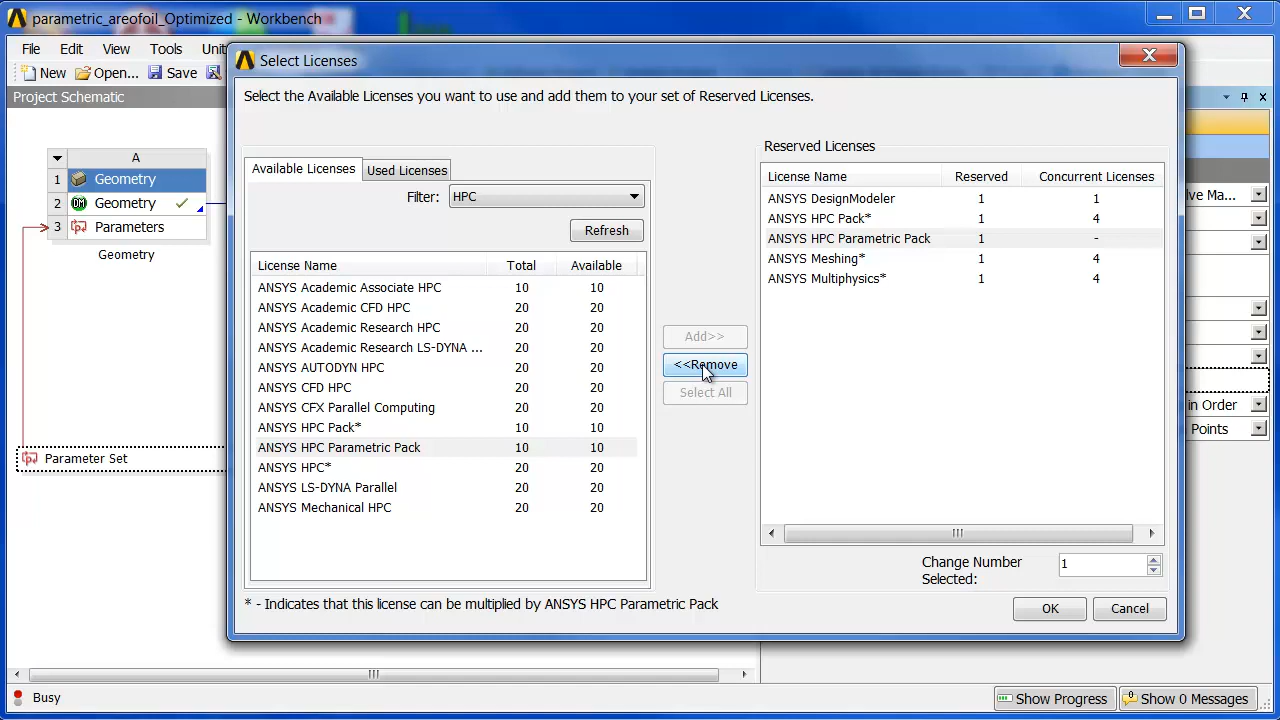 parametric_areofoil_Optimized - Workbench
File Edit View Tools Unit
New Open... Save
Project Schematic
A
1 Geometry
2 Geometry
3 Parameters
Geometry
Parameter Set
Select Licenses
Select the Available Licenses you want to use and add them to your set of Reserved Licenses.
Available Licenses Used Licenses
Filter: HPC
Refresh
License Name Total Available
ANSYS Academic Associate HPC 10 10
ANSYS Academic CFD HPC 20 20
ANSYS Academic Research HPC 20 20
ANSYS Academic Research LS-DYNA ... 20 20
ANSYS AUTODYN HPC 20 20
ANSYS CFD HPC 20 20
ANSYS CFX Parallel Computing 20 20
ANSYS HPC Pack* 10 10
ANSYS HPC Parametric Pack 10 10
ANSYS HPC* 20 20
ANSYS LS-DYNA Parallel 20 20
ANSYS Mechanical HPC 20 20
Add>>
<<Remove
Select All
Reserved Licenses
License Name Reserved Concurrent Licenses
ANSYS DesignModeler 1 1
ANSYS HPC Pack* 1 4
ANSYS HPC Parametric Pack 1 -
ANSYS Meshing* 1 4
ANSYS Multiphysics* 1 4
Change Number
Selected:
1
* - Indicates that this license can be multiplied by ANSYS HPC Parametric Pack
OK Cancel
lve Ma...
in Order
Points
Busy
Show Progress Show 0 Messages